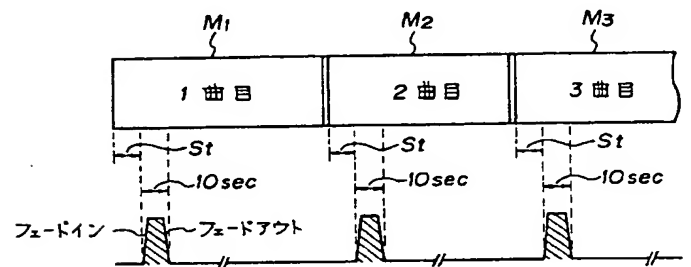 M1 M2 M3
1 曲目 2 曲目 3 曲目
St St St
10sec 10sec 10sec
フェードイン フェードアウト